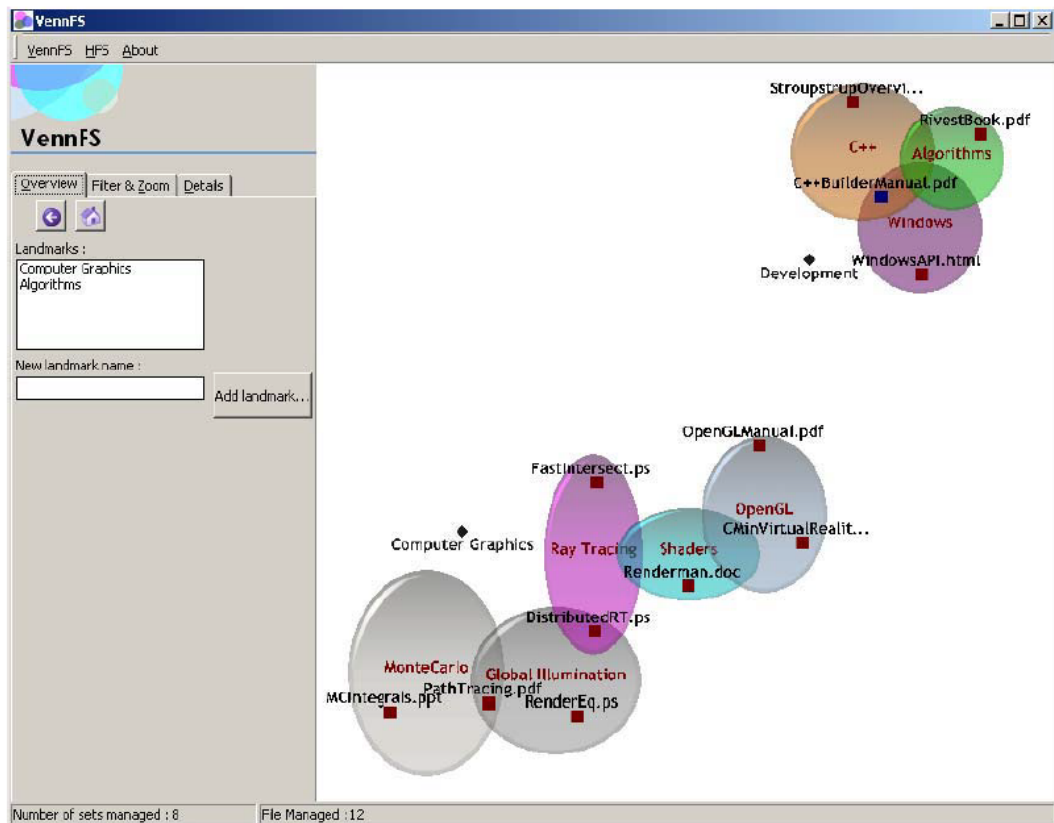 VennFS
VennFS HFS About
VennFS
Overview Filter & Zoom Details
Landmarks :
Computer Graphics
Algorithms
New landmark name :
Add landmark...
StroupstrupOvervi...
RivestBook.pdf
C++
Algorithms
C++BuilderManual.pdf
Windows
WindowsAPI.html
Development
OpenGLManual.pdf
FastIntersect.ps
OpenGL
CMinVirtualRealit...
Computer Graphics
Ray Tracing
Shaders
Renderman.doc
DistributedRT.ps
MonteCarlo
Global Illumination
MCIntegrals.ppt
PathTracing.pdf
RenderEq.ps
Number of sets managed : 8
File Managed :12